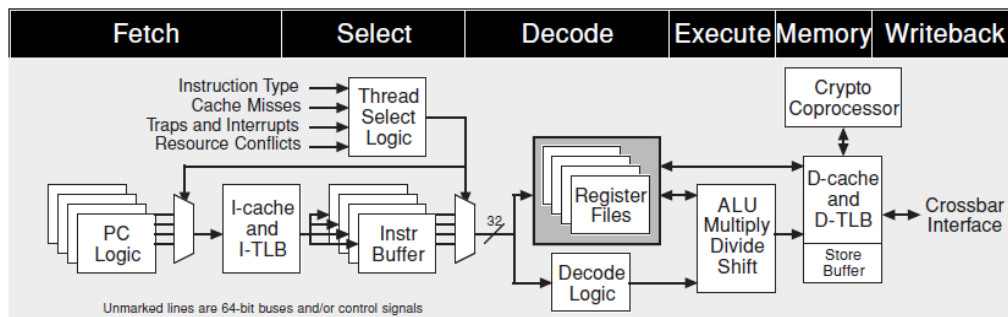 Fetch
Select
Decode
Execute
Memory
Writeback
Instruction Type
Cache Misses
Traps and Interrupts
Resource Conflicts
Thread
Select
Logic
Crypto
Coprocessor
PC
Logic
I-cache
and
I-TLB
Instr
Buffer
32
Register
Files
Decode
Logic
ALU
Multiply
Divide
Shift
D-cache
and
D-TLB
Store
Buffer
Crossbar
Interface
Unmarked lines are 64-bit buses and/or control signals